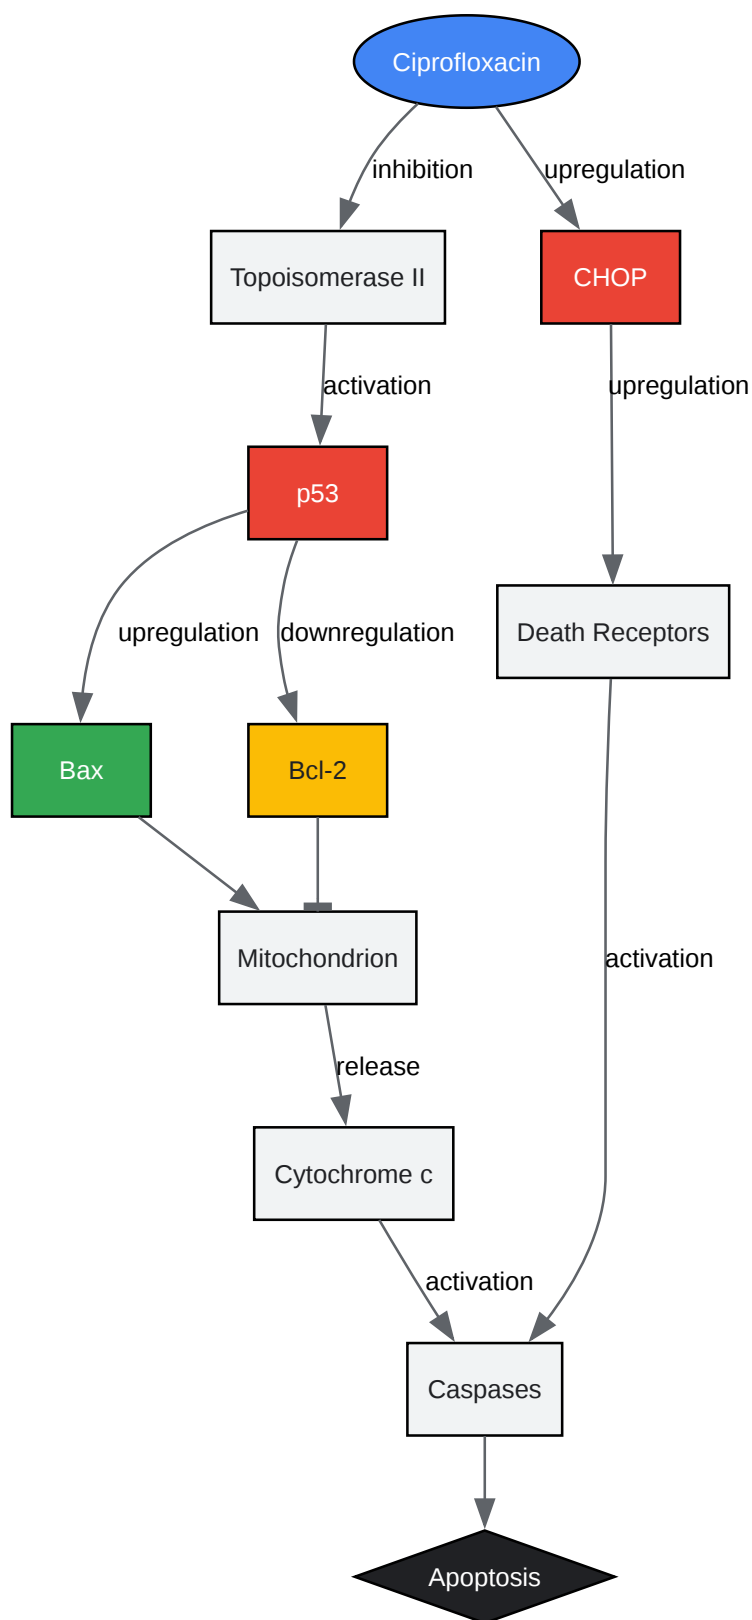 Ciprofloxacin
inhibition
upregulation
Topoisomerase II
CHOP
activation
upregulation
p53
upregulation
downregulation
Death Receptors
Bax
Bcl-2
Mitochondrion
activation
release
Cytochrome c
activation
Caspases
Apoptosis